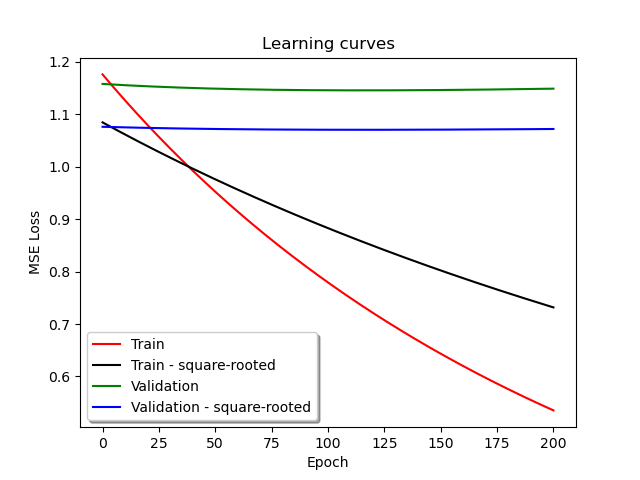 Learning curves
1.2
1.1
1.0
0.9
0.8
0.7
0.6
MSE Loss
Train
Train - square-rooted
Validation
Validation - square-rooted
0 25 50 75 100 125 150 175 200
Epoch